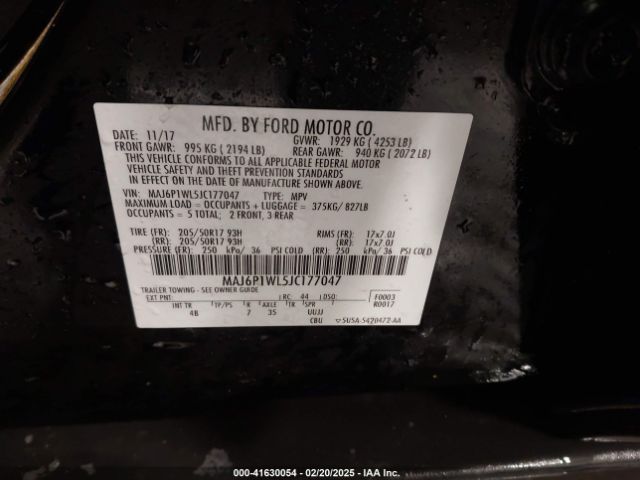 MFD. BY FORD MOTOR CO.
DATE: 11/17 GVWR: 1929 KG ( 4253 LB)
FRONT GAWR: 995 KG ( 2194 LB) REAR GAWR: 940 KG ( 2072 LB)
THIS VEHICLE CONFORMS TO ALL APPLICABLE FEDERAL MOTOR
VEHICLE SAFETY AND THEFT PREVENTION STANDARDS
IN EFFECT ON THE DATE OF MANUFACTURE SHOWN ABOVE.
VIN: MAJ6P1WL5JC177047 TYPE: MPV
MAXIMUM LOAD = OCCUPANTS + LUGGAGE = 375KG/ 827LB
OCCUPANTS = 5 TOTAL; 2 FRONT, 3 REAR
TIRE (FR): 205/50R17 93H RIMS (FR): 17x7.0J
(RR): 205/50R17 93H (RR): 17x7.0J
PRESSURE (FR): 250 kPa/ 36 PSI COLD (RR): 250 kPa/ 36 PSI COLD
MAJ6P1WL5JC177047
TRAILER TOWING - SEE OWNER GUIDE
EXT PNT: RC: 44 DSO: F0003
R0017
INT TR TP/PS R AXLE TR SPR
4B 7 35 UUJJ
CBU 5U5A-5420472-AA
000-41630054 | 02/20/2025 | IAA Inc.